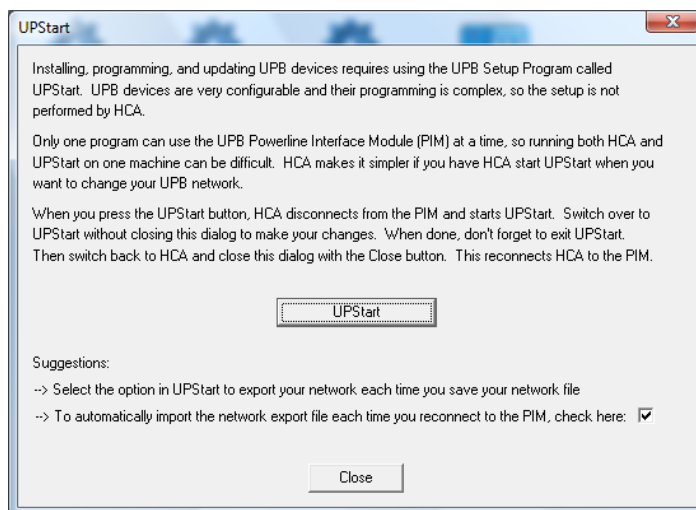 UPStart
Installing, programming, and updating UPB devices requires using the UPB Setup Program called
UPStart. UPB devices are very configurable and their programming is complex, so the setup is not
performed by HCA.
Only one program can use the UPB Powerline Interface Module (PIM) at a time, so running both HCA and
UPStart on one machine can be difficult. HCA makes it simpler if you have HCA start UPStart when you
want to change your UPB network.
When you press the UPStart button, HCA disconnects from the PIM and starts UPStart. Switch over to
UPStart without closing this dialog to make your changes. When done, don't forget to exit UPStart.
Then switch back to HCA and close this dialog with the Close button. This reconnects HCA to the PIM.
UPStart
Suggestions:
--> Select the option in UPStart to export your network each time you save your network file
--> To automatically import the network export file each time you reconnect to the PIM, check here:
Close